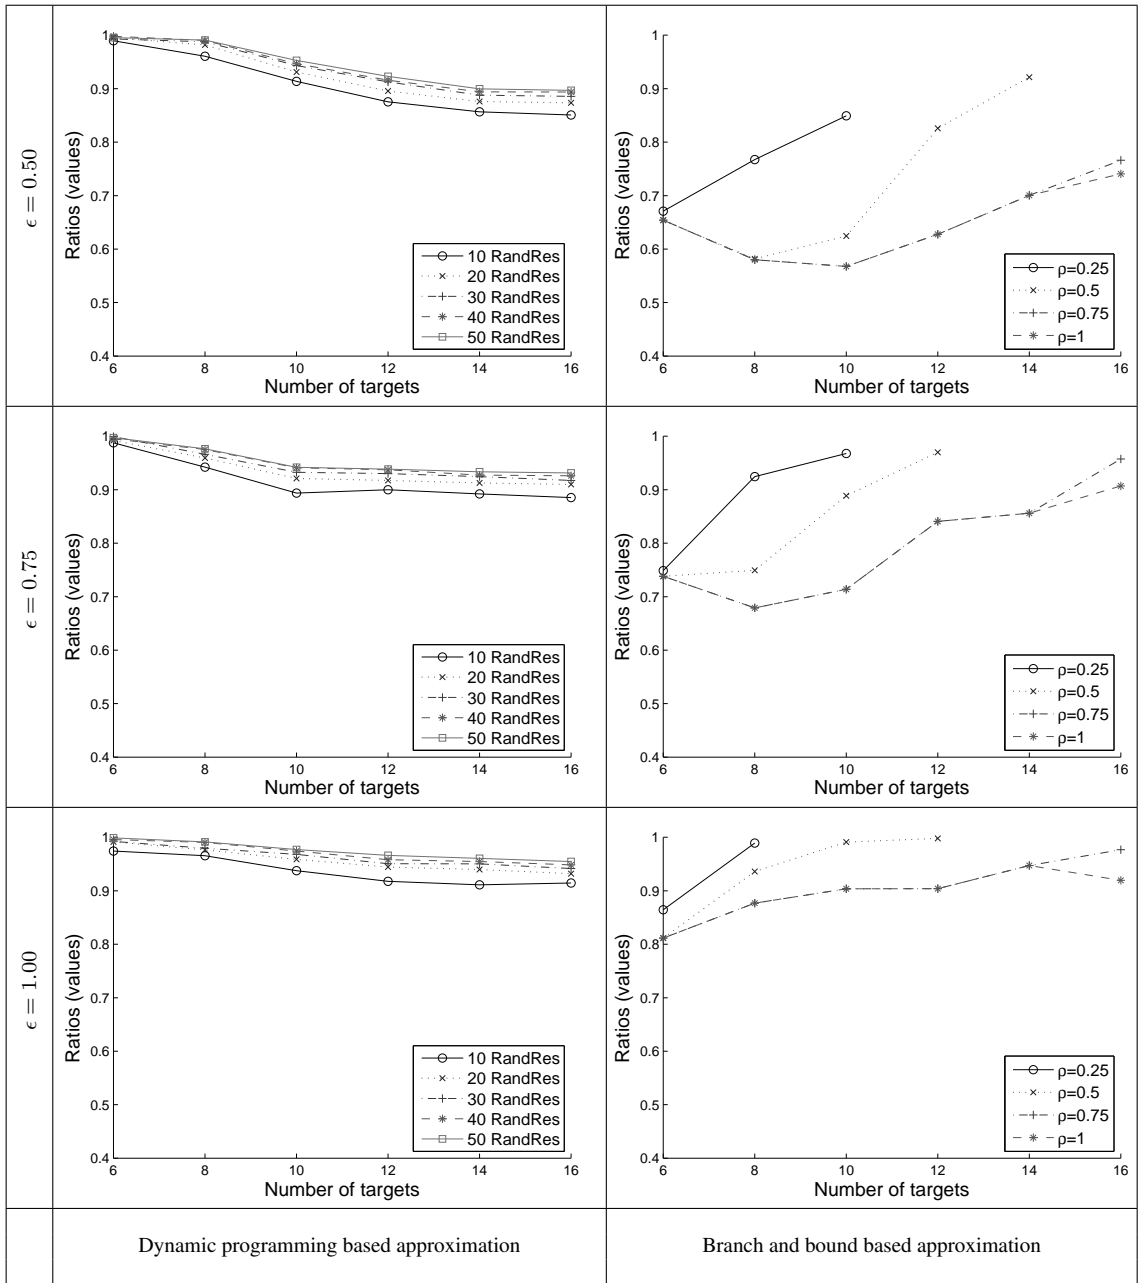 ϵ = 0.50
Ratios (values)
1
0.9
0.8
0.7
0.6
0.5
0.4
6 8 10 12 14 16
Number of targets
10 RandRes
20 RandRes
30 RandRes
40 RandRes
50 RandRes
Ratios (values)
1
0.9
0.8
0.7
0.6
0.5
0.4
6 8 10 12 14 16
Number of targets
ρ=0.25
ρ=0.5
ρ=0.75
ρ=1
ϵ = 0.75
Ratios (values)
1
0.9
0.8
0.7
0.6
0.5
0.4
6 8 10 12 14 16
Number of targets
10 RandRes
20 RandRes
30 RandRes
40 RandRes
50 RandRes
Ratios (values)
1
0.9
0.8
0.7
0.6
0.5
0.4
6 8 10 12 14 16
Number of targets
ρ=0.25
ρ=0.5
ρ=0.75
ρ=1
ϵ = 1.00
Ratios (values)
1
0.9
0.8
0.7
0.6
0.5
0.4
6 8 10 12 14 16
Number of targets
10 RandRes
20 RandRes
30 RandRes
40 RandRes
50 RandRes
Ratios (values)
1
0.9
0.8
0.7
0.6
0.5
0.4
6 8 10 12 14 16
Number of targets
ρ=0.25
ρ=0.5
ρ=0.75
ρ=1
Dynamic programming based approximation
Branch and bound based approximation